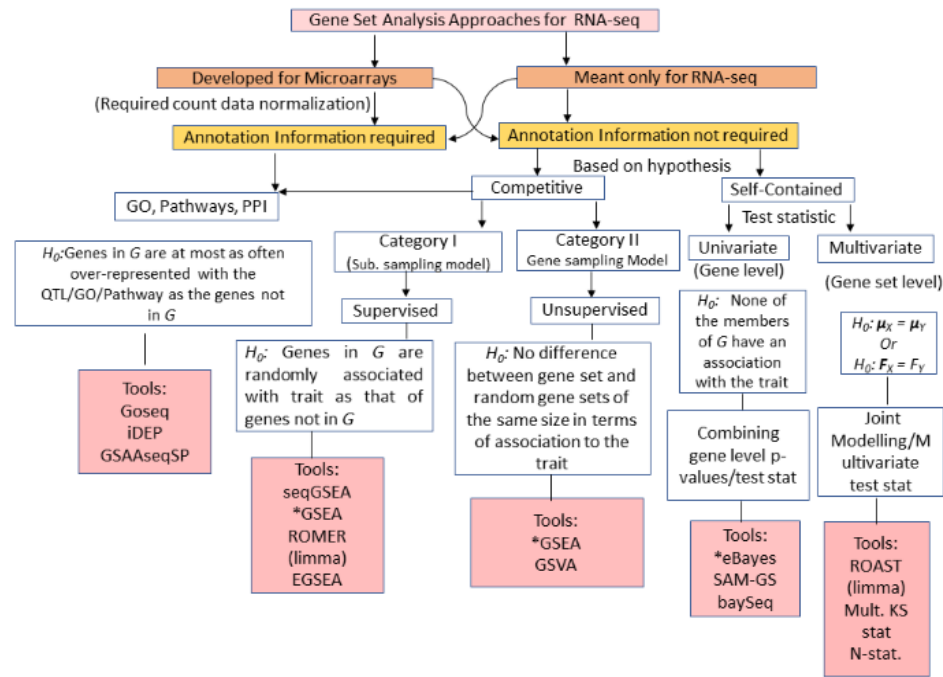 Gene Set Analysis Approaches for RNA-seq
Developed for Microarrays
Meant only for RNA-seq
(Required count data normalization)
Annotation Information required
Annotation Information not required
Based on hypothesis
GO, Pathways, PPI
Competitive
Self-Contained
Test statistic
H₀:Genes in G are at most as often
over-represented with the
QTL/GO/Pathway as the genes not
in G
Category I
(Sub. sampling model)
Category II
Gene sampling Model
Univariate
(Gene level)
Multivariate
(Gene set level)
Supervised
Unsupervised
H₀: Genes in G are
randomly associated
with trait as that of
genes not in G
H₀: No difference
between gene set and
random gene sets of
the same size in terms
of association to the
trait
H₀: None of
the members
of G have an
association
with the trait
H₀: μX = μY
Or
H₀: FX = FY
Combining
gene level p-
values/test stat
Joint
Modelling/M
ultivariate
test stat
Tools:
Goseq
iDEP
GSAAseqSP
Tools:
seqGSEA
*GSEA
ROMER
(limma)
EGSEA
Tools:
*GSEA
GSVA
Tools:
*eBayes
SAM-GS
baySeq
Tools:
ROAST
(limma)
Mult. KS
stat
N-stat.